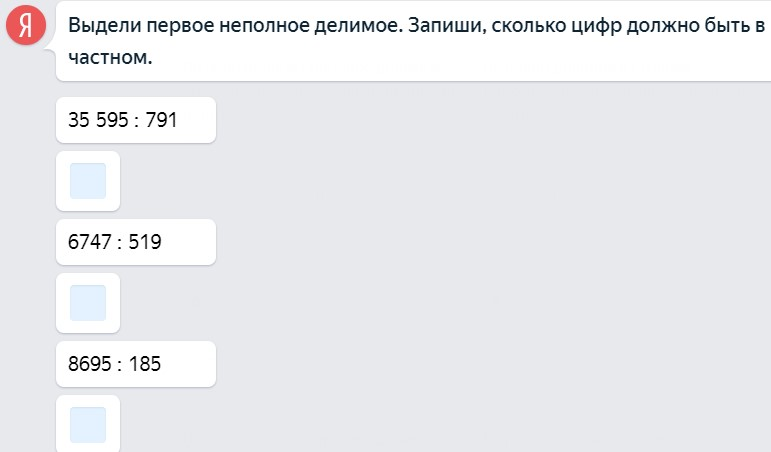 Я
Выдели первое неполное делимое. Запиши, сколько цифр должно быть в
частном.
35 595 : 791
6747 : 519
8695 : 185